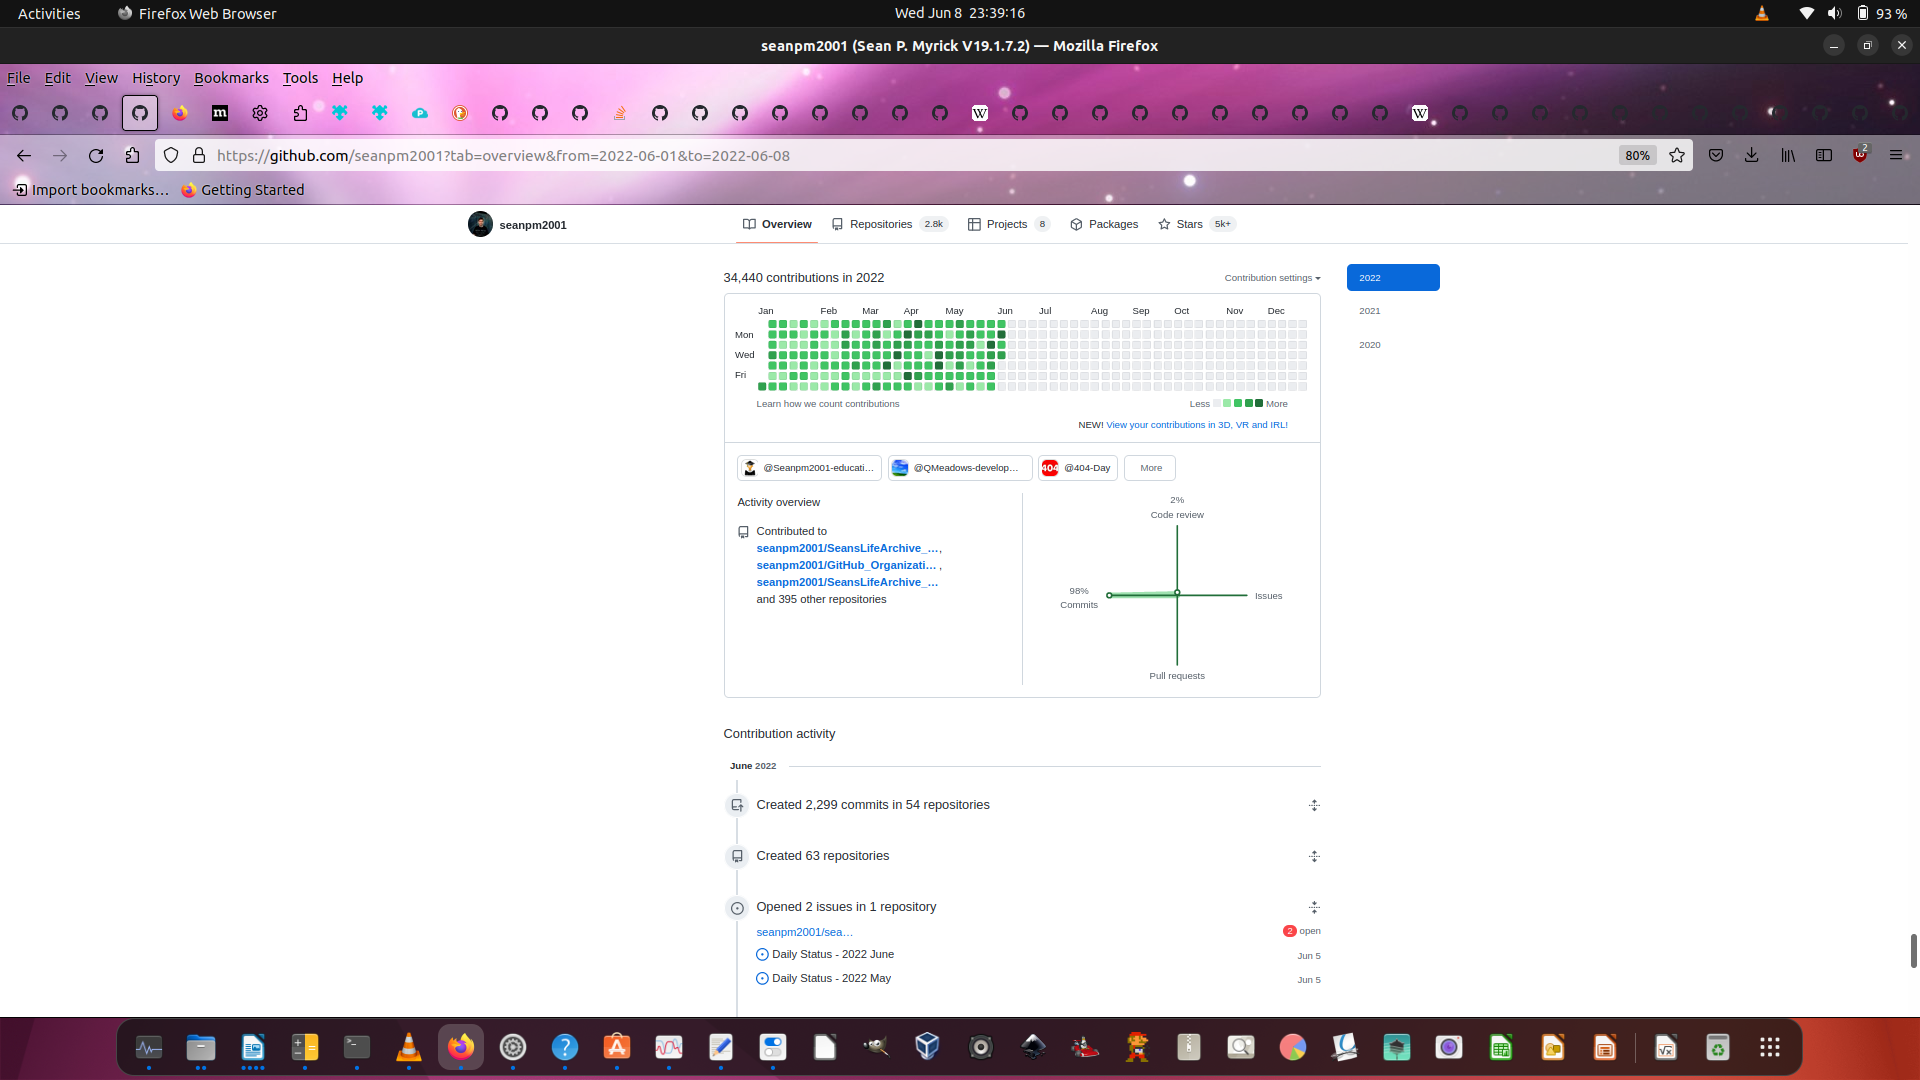 Activities
Firefox Web Browser
Wed Jun 8 23:39:16
93 %
seanpm2001 (Sean P. Myrick V19.1.7.2) — Mozilla Firefox
File Edit View History Bookmarks Tools Help
https://github.com/seanpm2001?tab=overview&from=2022-06-01&to=2022-06-08
80%
2
Import bookmarks…
Getting Started
seanpm2001
Overview
Repositories 2.8k
Projects 8
Packages
Stars 5k+
34,440 contributions in 2022
Contribution settings
2022
2021
2020
Jan Feb Mar Apr May Jun Jul Aug Sep Oct Nov Dec
Mon
Wed
Fri
Learn how we count contributions
Less
More
NEW! View your contributions in 3D, VR and IRL!
@Seanpm2001-educati…
@QMeadows-develop…
404
@404-Day
More
Activity overview
Contributed to
seanpm2001/SeansLifeArchive_…,
seanpm2001/GitHub_Organizati… ,
seanpm2001/SeansLifeArchive_…
and 395 other repositories
2%
Code review
98%
Commits
Issues
Pull requests
Contribution activity
June 2022
Created 2,299 commits in 54 repositories
Created 63 repositories
Opened 2 issues in 1 repository
seanpm2001/sea…
2 open
Daily Status - 2022 June
Jun 5
Daily Status - 2022 May
Jun 5